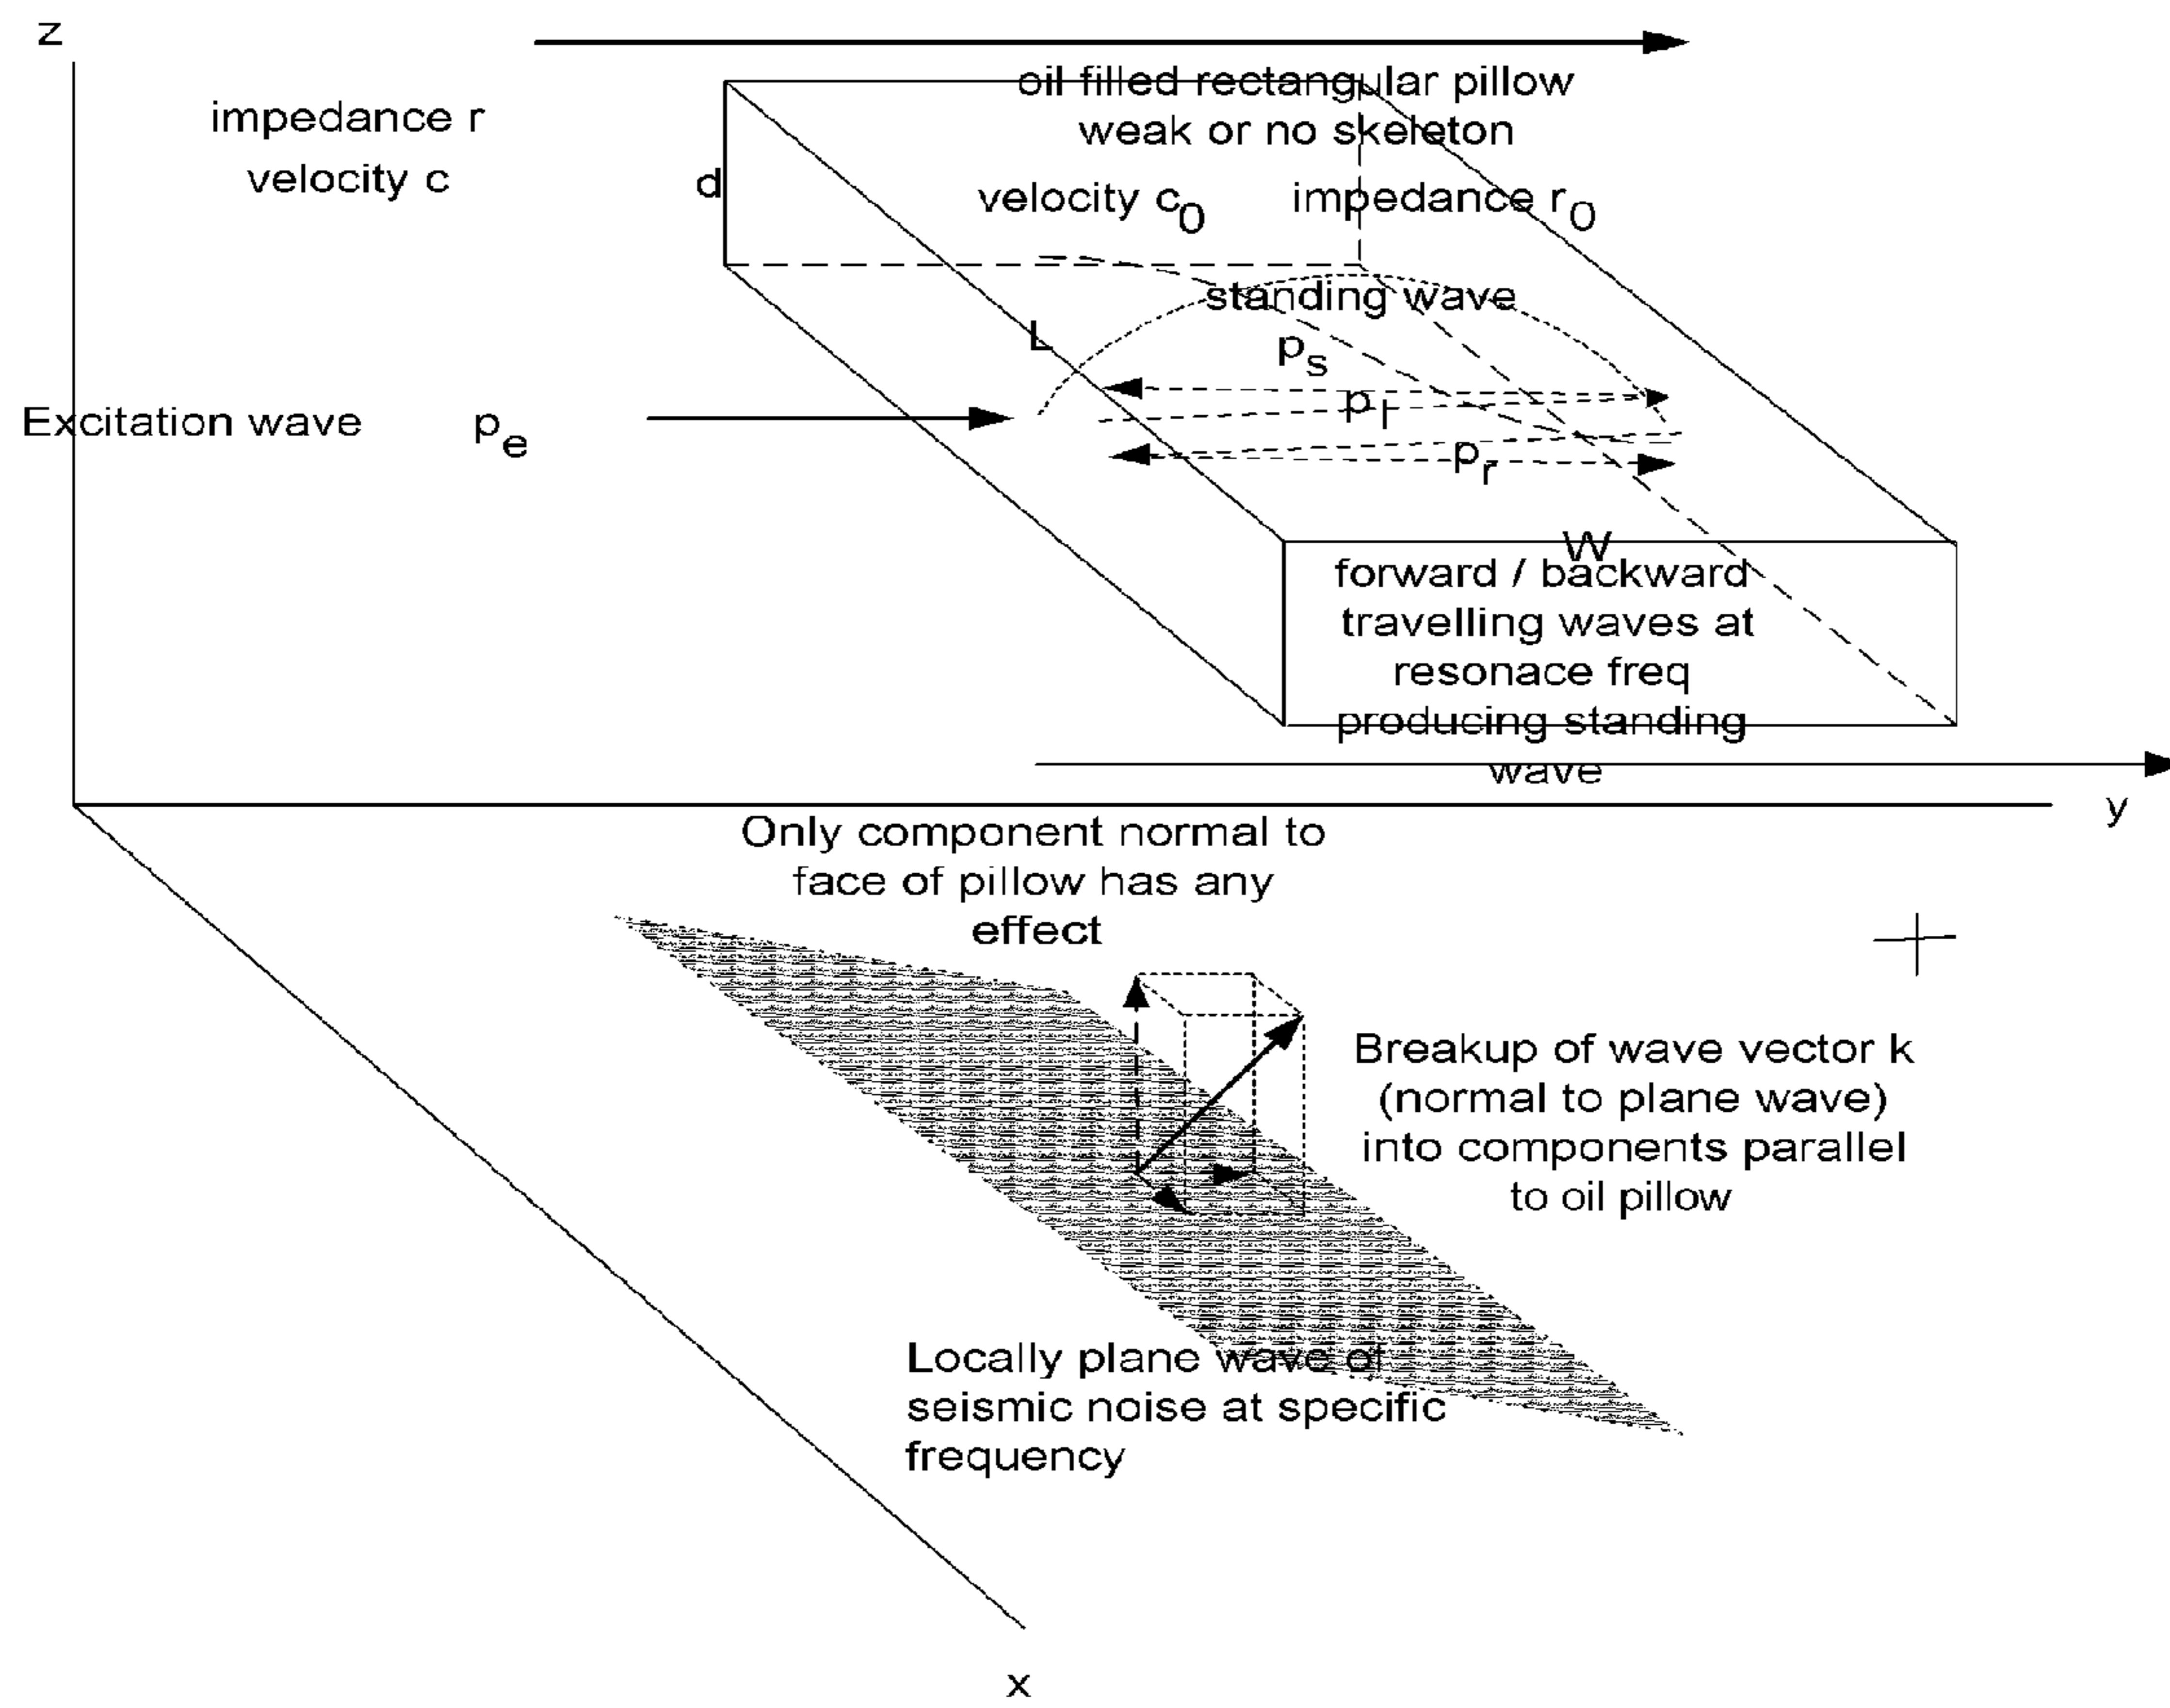 z
oil filled rectangular pillow
weak or no skeleton
impedance r
velocity c
d
velocity c0
impedance r0
standing wave
L
ps
pl
Excitation wave pe
pr
W
forward / backward
travelling waves at
resonace freq
producing standing
wave
y
Only component normal to
face of pillow has any
effect
Breakup of wave vector k
(normal to plane wave)
into components parallel
to oil pillow
Locally plane wave of
seismic noise at specific
frequency
x